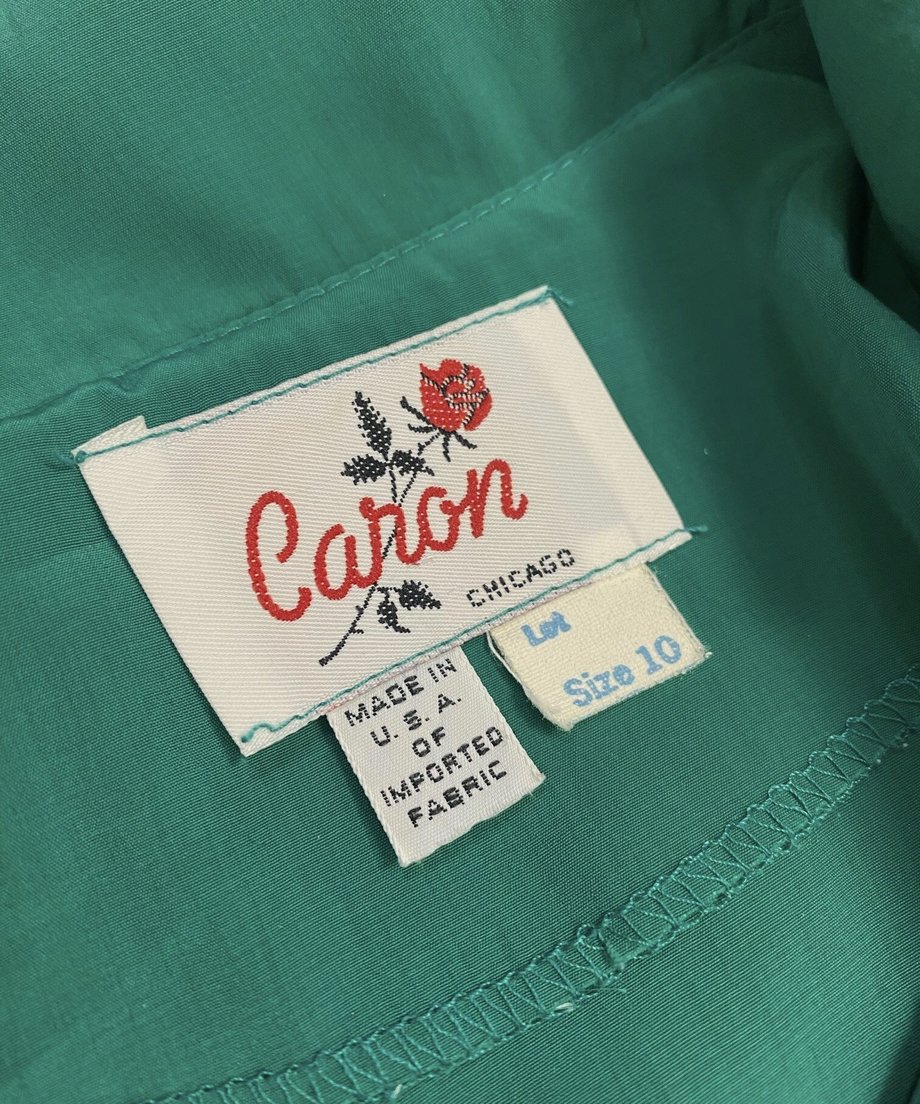 Caron
CHICAGO
MADE IN
U. S. A.
OF
IMPORTED
FABRIC
Lot
Size 10